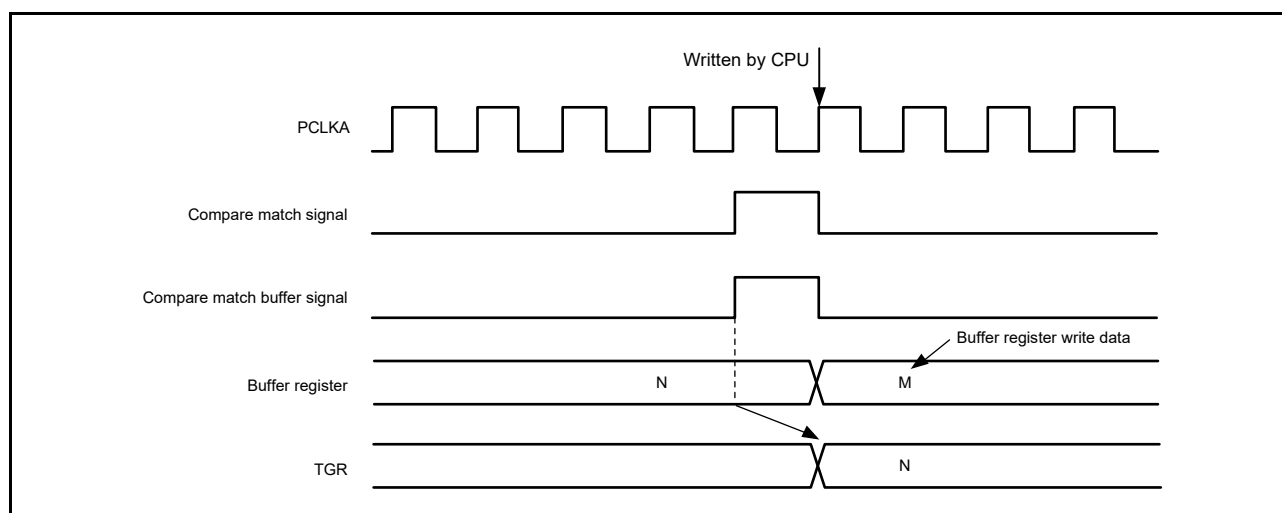 Written by CPU
PCLKA
Compare match signal
Compare match buffer signal
Buffer register write data
Buffer register
N
M
TGR
N